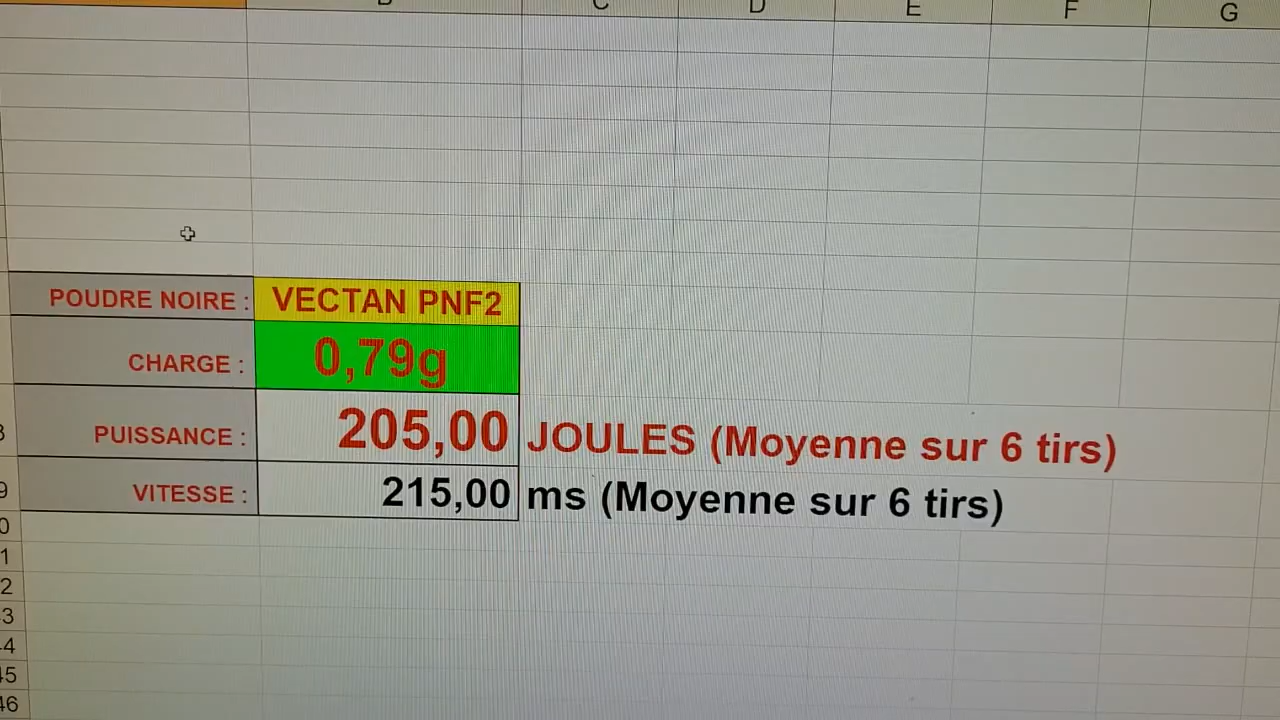 C D E F G
POUDRE NOIRE : VECTAN PNF2
CHARGE : 0,79g
PUISSANCE : 205,00 JOULES (Moyenne sur 6 tirs)
VITESSE : 215,00 ms (Moyenne sur 6 tirs)